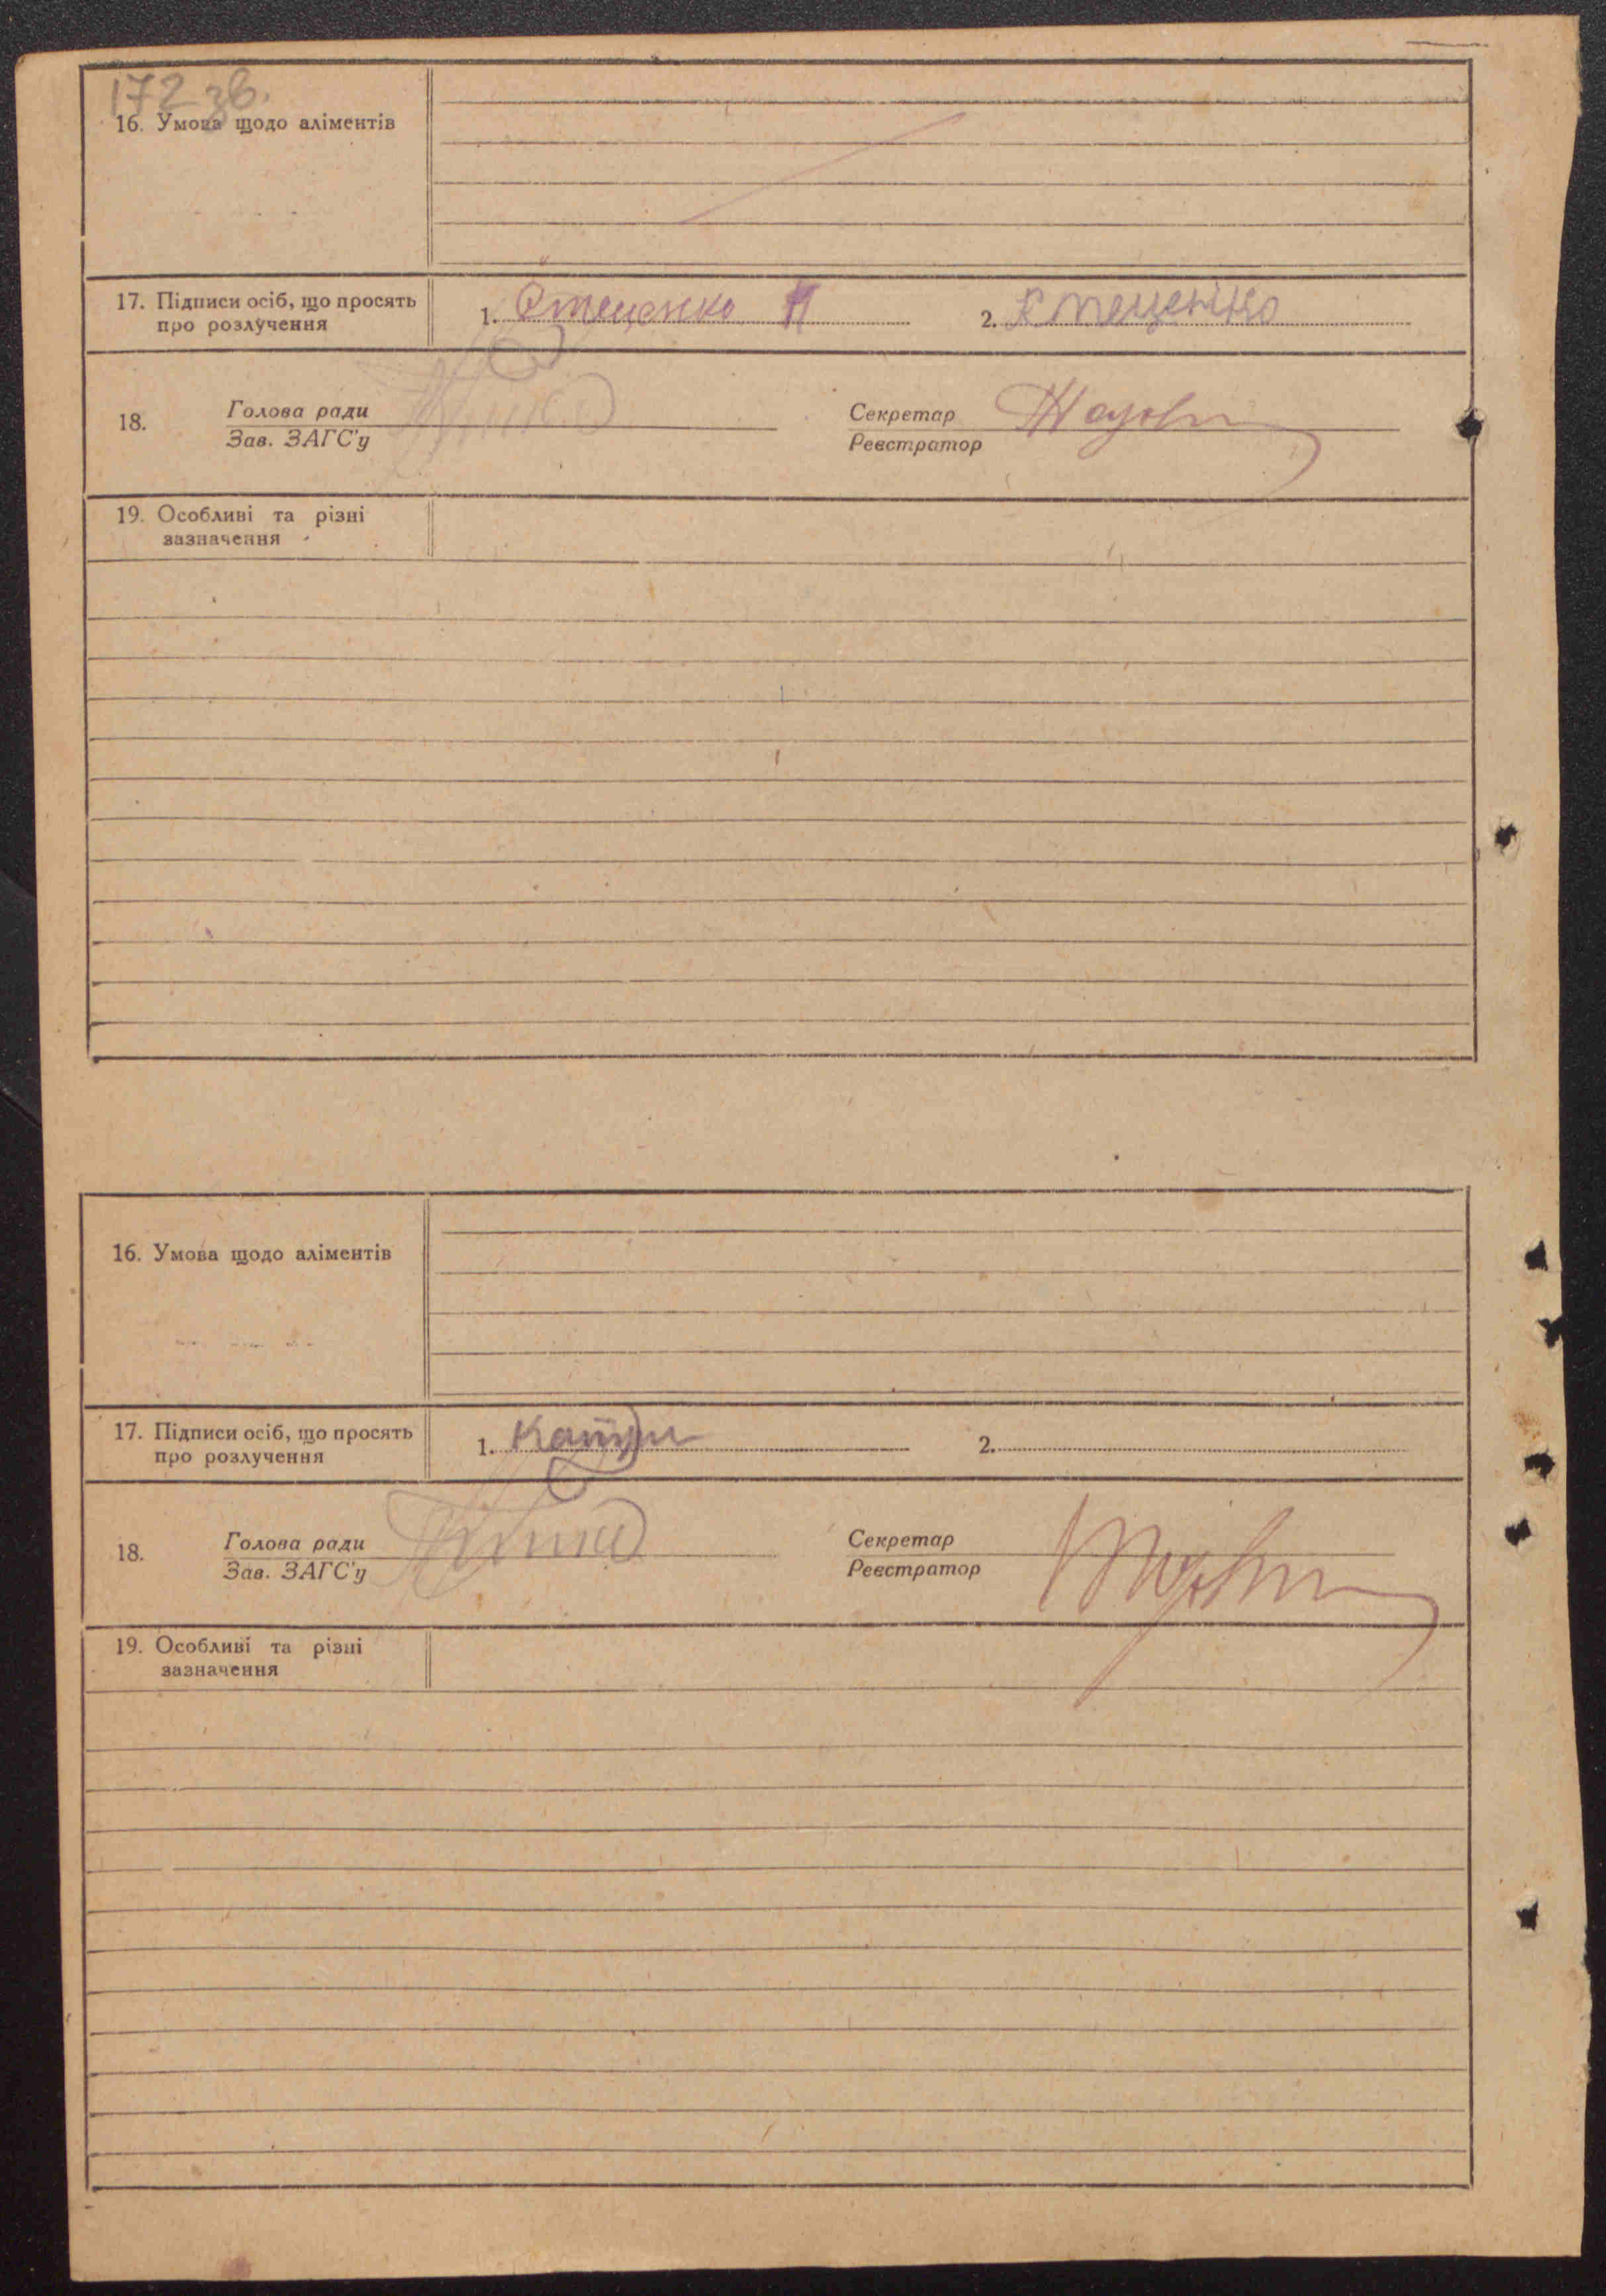 172 зв.
16. Умова щодо аліментів
17. Підписи осіб, що просять
про розлучення
1. Стеценко П
2. Стеценко
18.
Голова ради
Зав. ЗАГС'у
Секретар
Реєстратор
19. Особливі та різні
зазначення
16. Умова щодо аліментів
17. Підписи осіб, що просять
про розлучення
1.
2.
18.
Голова ради
Зав. ЗАГС'у
Секретар
Реєстратор
19. Особливі та різні
зазначення